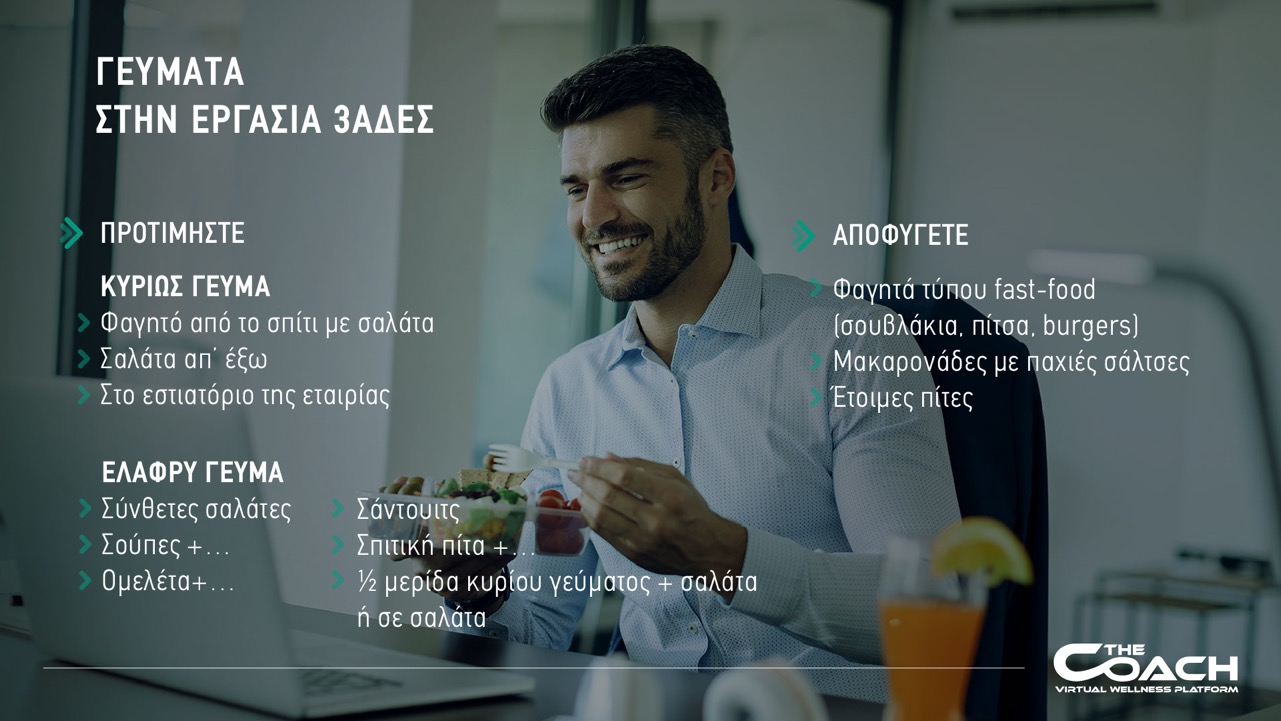 ΓΕΥΜΑΤΑ
ΣΤΗΝ ΕΡΓΑΣΙΑ 3ΑΔΕΣ
ΠΡΟΤΙΜΗΣΤΕ
ΚΥΡΙΩΣ ΓΕΥΜΑ
Φαγητό από το σπίτι με σαλάτα
Σαλάτα απ΄ έξω
Στο εστιατόριο της εταιρίας
ΕΛΑΦΡΥ ΓΕΥΜΑ
Σύνθετες σαλάτες
Σούπες +...
Ομελέτα+...
Σάντουιτς
Σπιτική πίτα +...
½ μερίδα κυρίου γεύματος + σαλάτα
ή σε σαλάτα
ΑΠΟΦΥΓΕΤΕ
Φαγητά τύπου fast-food
(σουβλάκια, πίτσα, burgers)
Μακαρονάδες με παχιές σάλτσες
Έτοιμες πίτες
THE
COACH
VIRTUAL WELLNESS PLATFORM